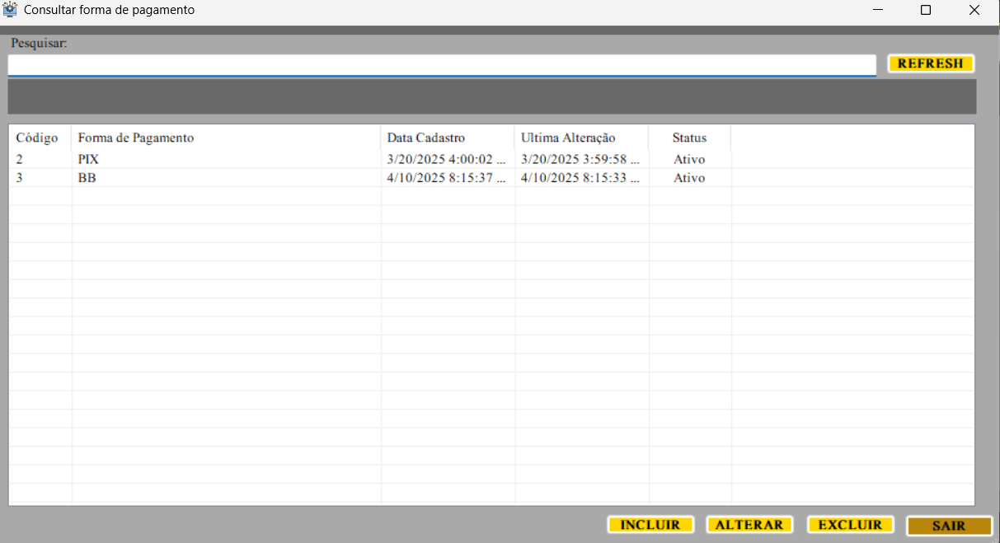 Consultar forma de pagamento
Pesquisar:
REFRESH
Código Forma de Pagamento Data Cadastro Ultima Alteração Status
2 PIX 3/20/2025 4:00:02 ... 3/20/2025 3:59:58 ... Ativo
3 BB 4/10/2025 8:15:37 ... 4/10/2025 8:15:33 ... Ativo
INCLUIR ALTERAR EXCLUIR SAIR